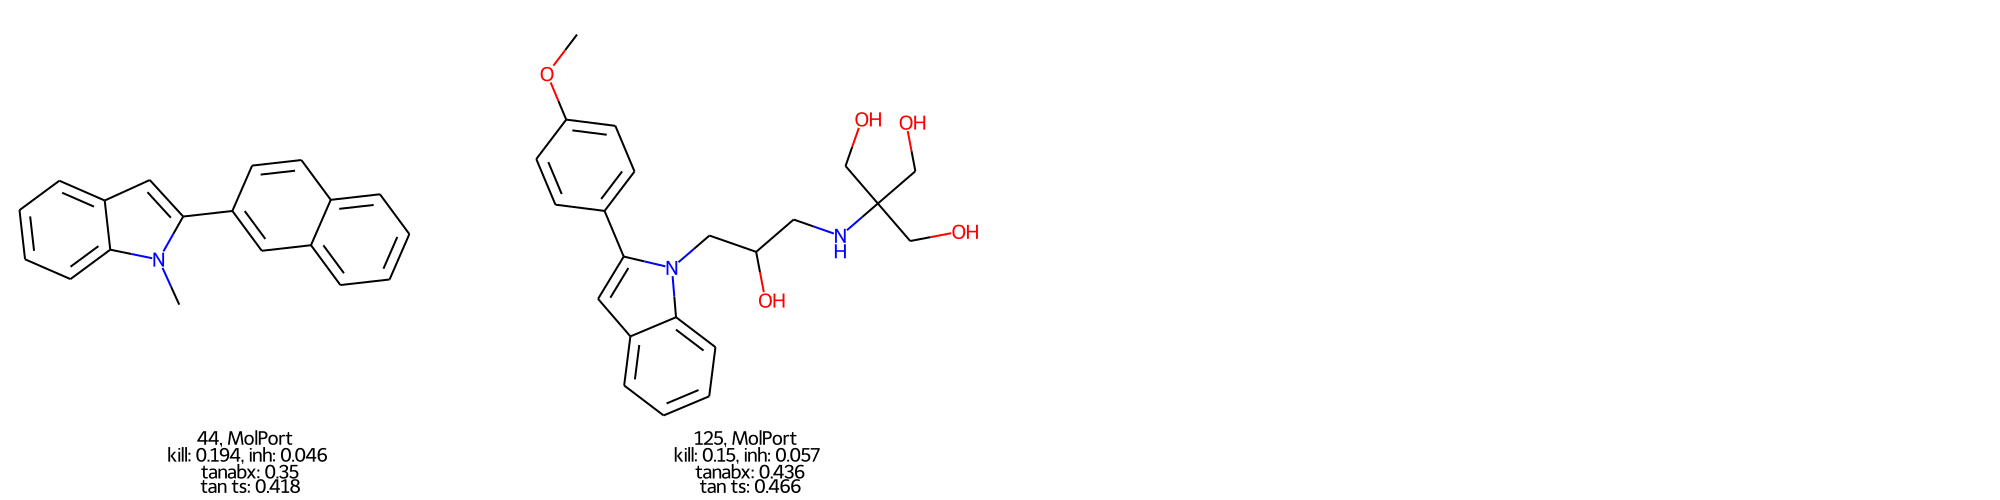 O
OH
OH
N
H
OH
N
OH
N
44, MolPort
kill: 0.194, inh: 0.046
tanabx: 0.35
tan ts: 0.418
125, MolPort
kill: 0.15, inh: 0.057
tanabx: 0.436
tan ts: 0.466